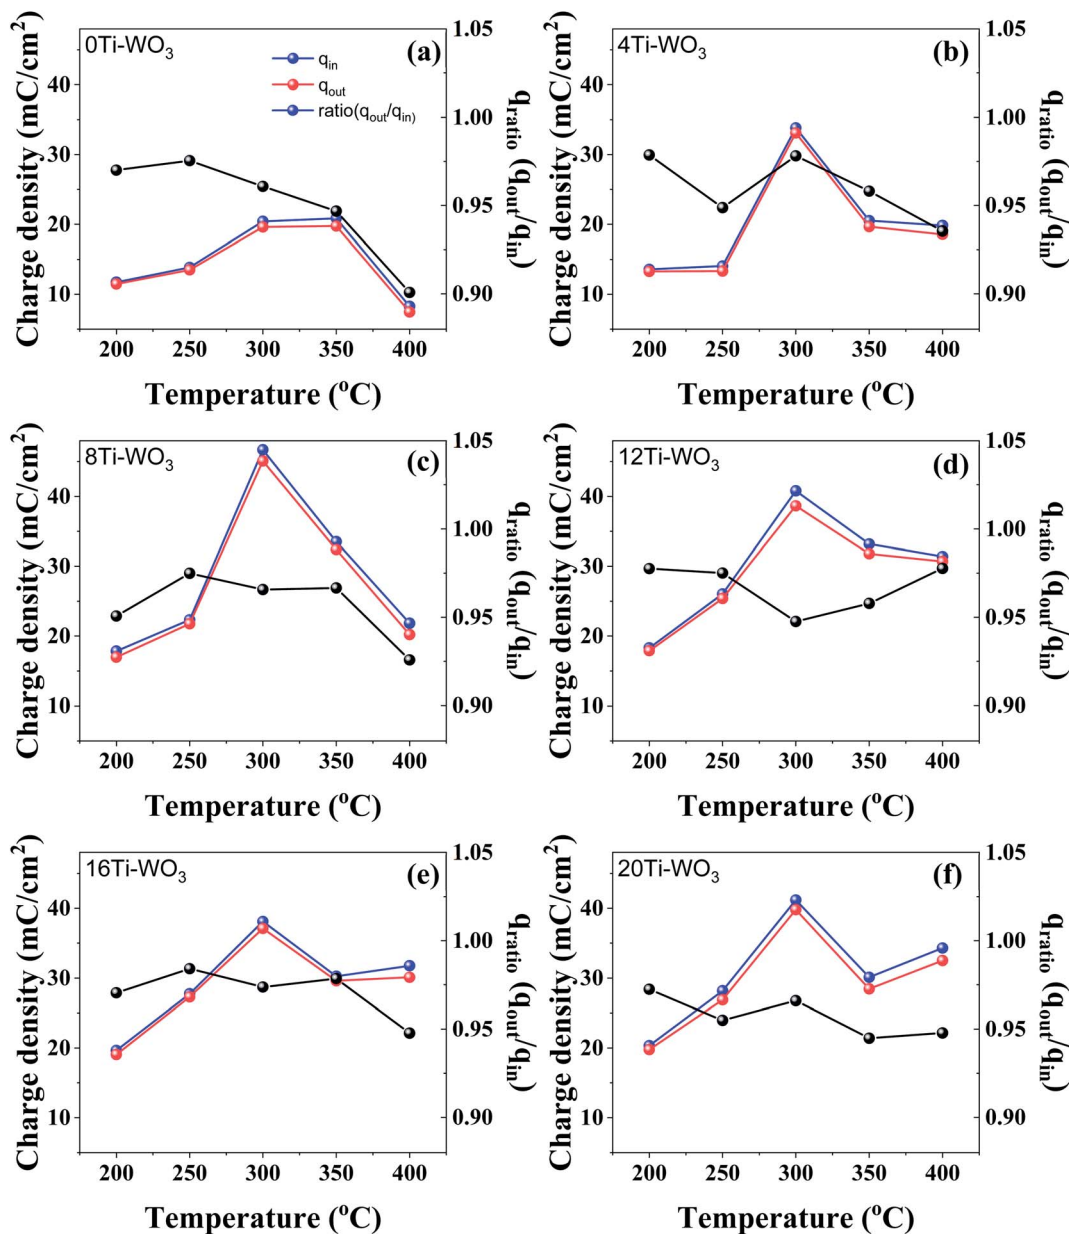 0Ti-WO₃
(a)
q_in
q_out
ratio(q_out/q_in)
Charge density (mC/cm²)
40
30
20
10
1.05
1.00
0.95
0.90
q_ratio (q_out/q_in)
200 250 300 350 400
Temperature (°C)
4Ti-WO₃
(b)
Charge density (mC/cm²)
40
30
20
10
1.05
1.00
0.95
0.90
q_ratio (q_out/q_in)
200 250 300 350 400
Temperature (°C)
8Ti-WO₃
(c)
Charge density (mC/cm²)
40
30
20
10
1.05
1.00
0.95
0.90
q_ratio (q_out/q_in)
200 250 300 350 400
Temperature (°C)
12Ti-WO₃
(d)
Charge density (mC/cm²)
40
30
20
10
1.05
1.00
0.95
0.90
q_ratio (q_out/q_in)
200 250 300 350 400
Temperature (°C)
16Ti-WO₃
(e)
Charge density (mC/cm²)
40
30
20
10
1.05
1.00
0.95
0.90
q_ratio (q_out/q_in)
200 250 300 350 400
Temperature (°C)
20Ti-WO₃
(f)
Charge density (mC/cm²)
40
30
20
10
1.05
1.00
0.95
0.90
q_ratio (q_out/q_in)
200 250 300 350 400
Temperature (°C)